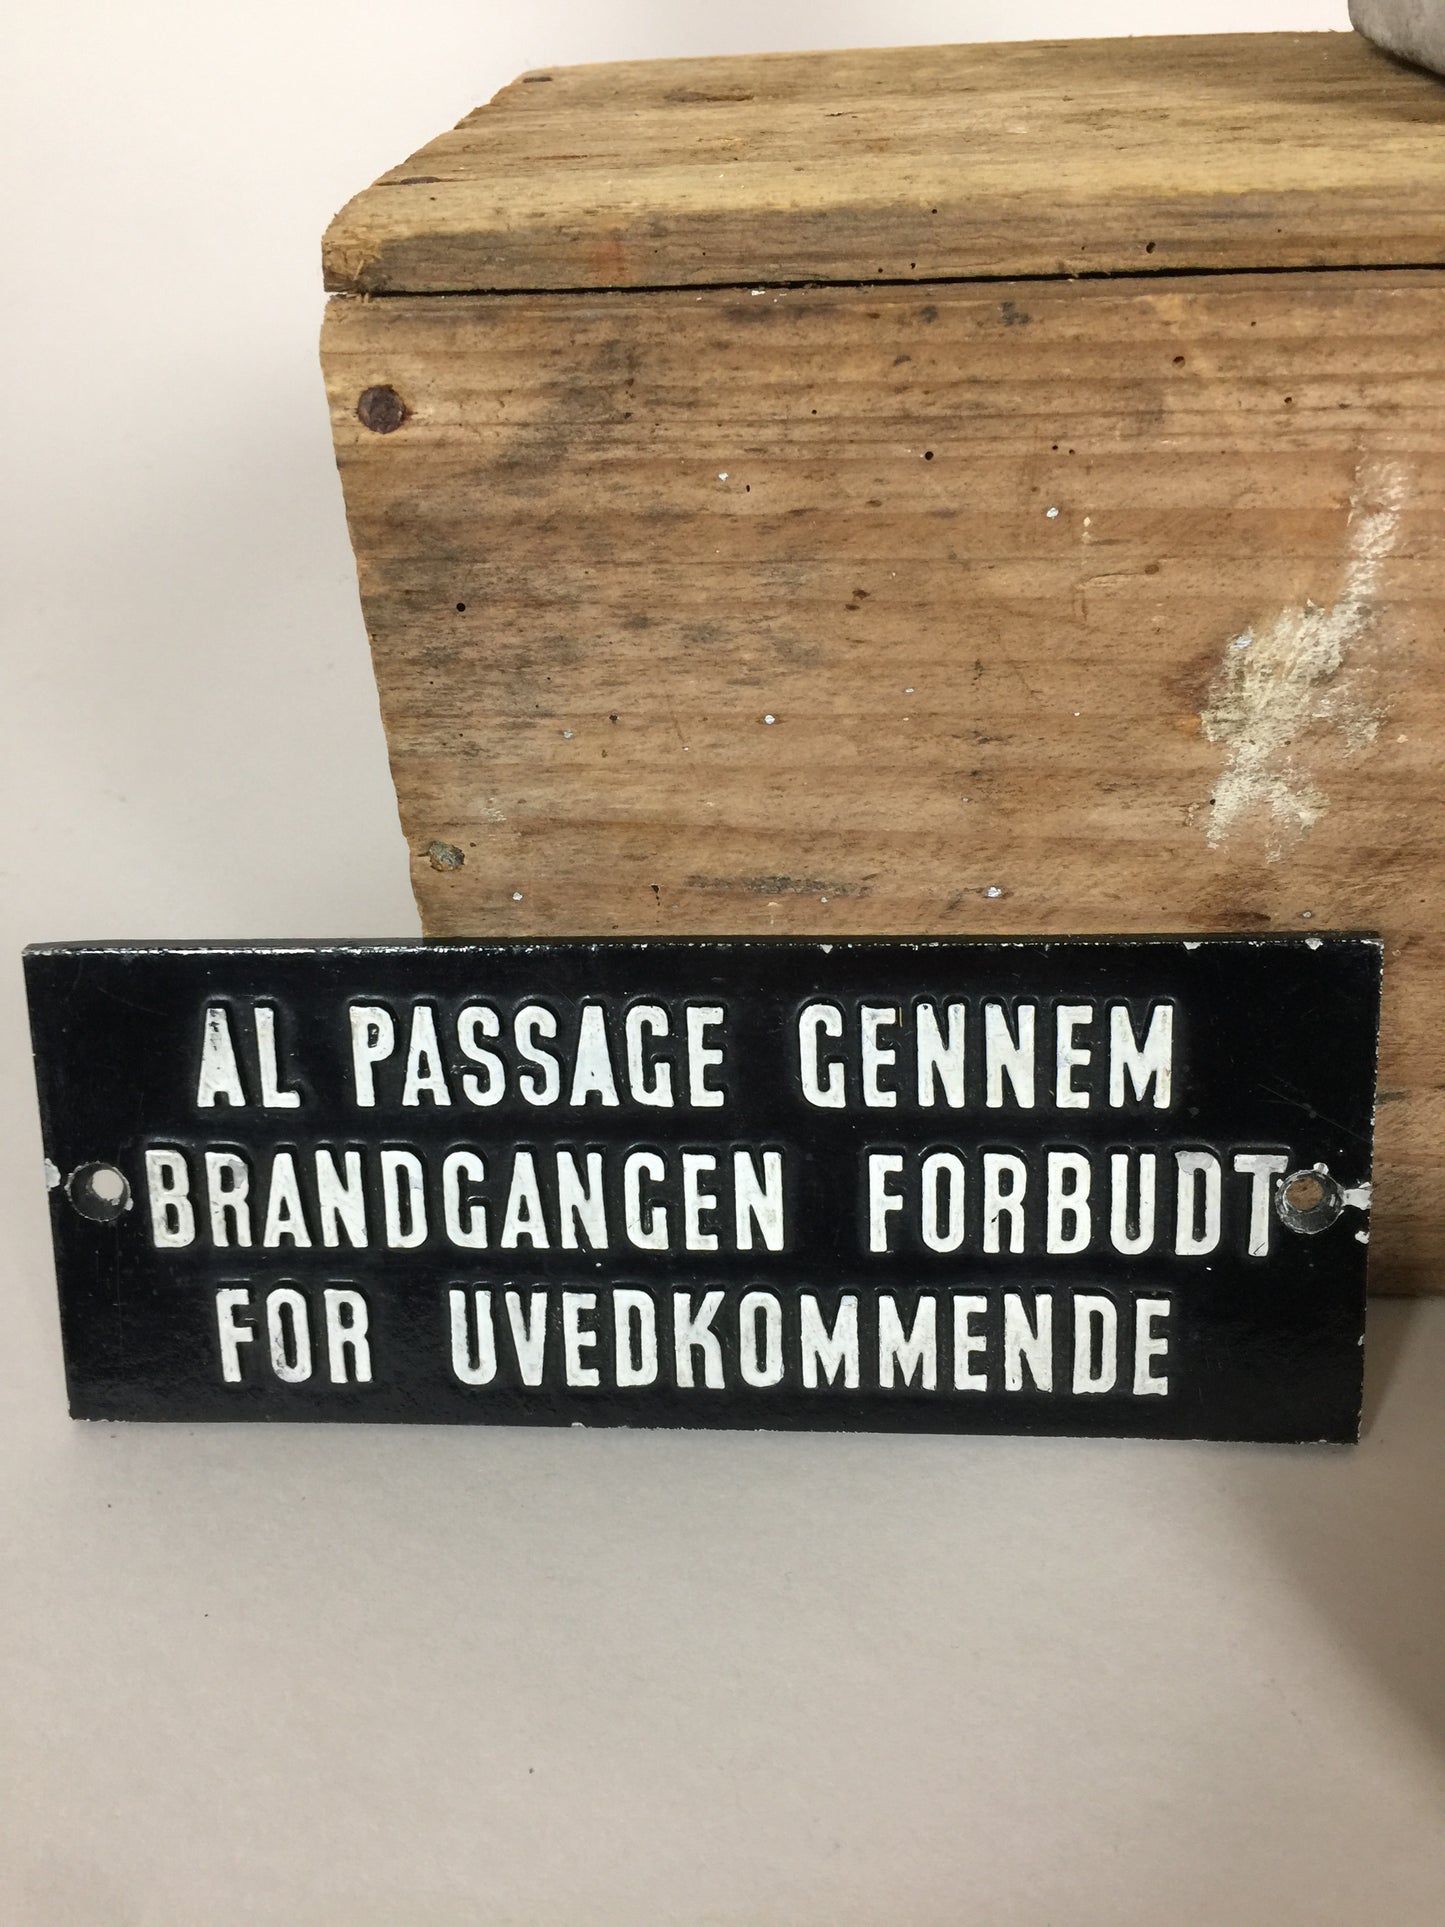 AL PASSAGE GENNEM
BRANDGANGEN FORBUDT
FOR UVEDKOMMENDE